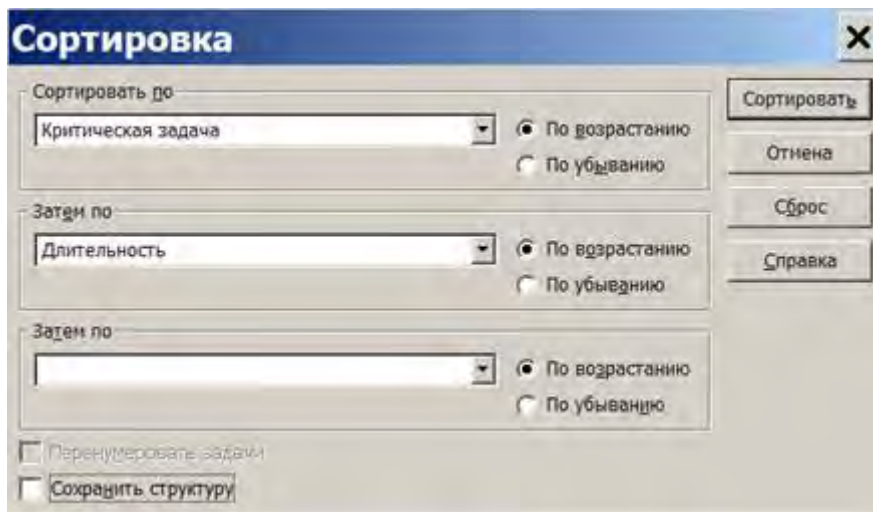 Сортировка
Сортировать по
Критическая задача
По возрастанию
По убыванию
Затем по
Длительность
По возрастанию
По убыванию
Затем по
По возрастанию
По убыванию
Перенумеровать задачи
Сохранить структуру
Сортировать
Отмена
Сброс
Справка